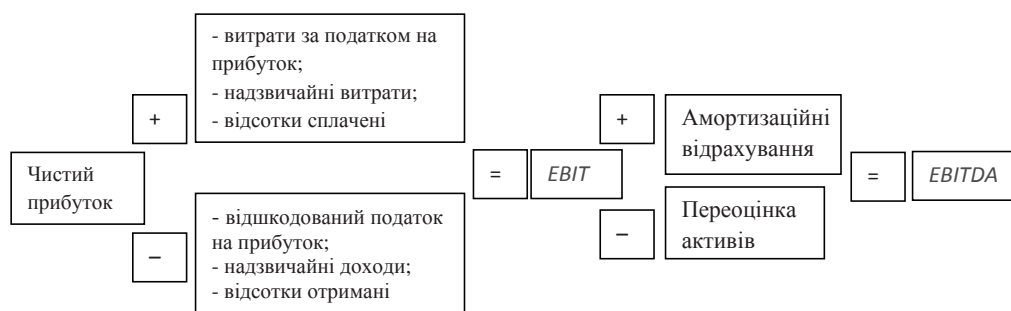 Чистий
прибуток
+
- витрати за податком на
прибуток;
- надзвичайні витрати;
- відсотки сплачені
–
- відшкодований податок
на прибуток;
- надзвичайні доходи;
- відсотки отримані
=
EBIT
+
Амортизаційні
відрахування
–
Переоцінка
активів
=
EBITDA